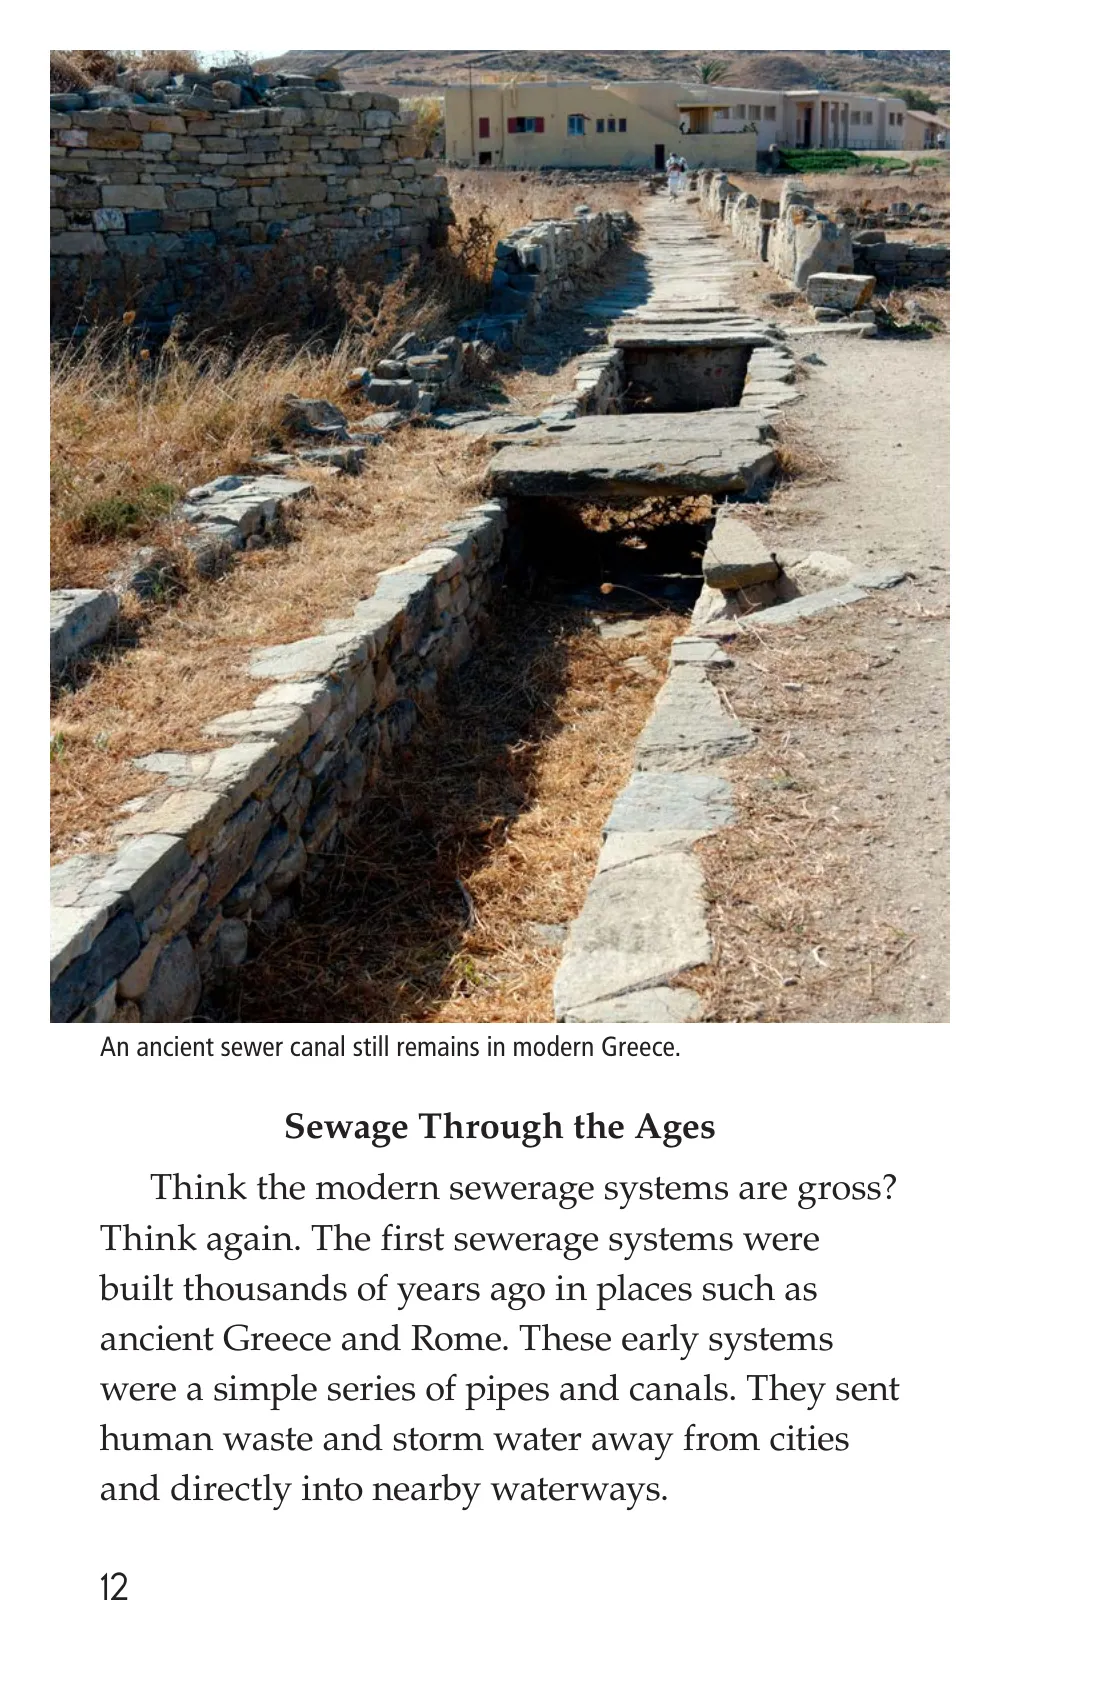 An ancient sewer canal still remains in modern Greece.
Sewage Through the Ages
Think the modern sewerage systems are gross?
Think again. The first sewerage systems were
built thousands of years ago in places such as
ancient Greece and Rome. These early systems
were a simple series of pipes and canals. They sent
human waste and storm water away from cities
and directly into nearby waterways.
12